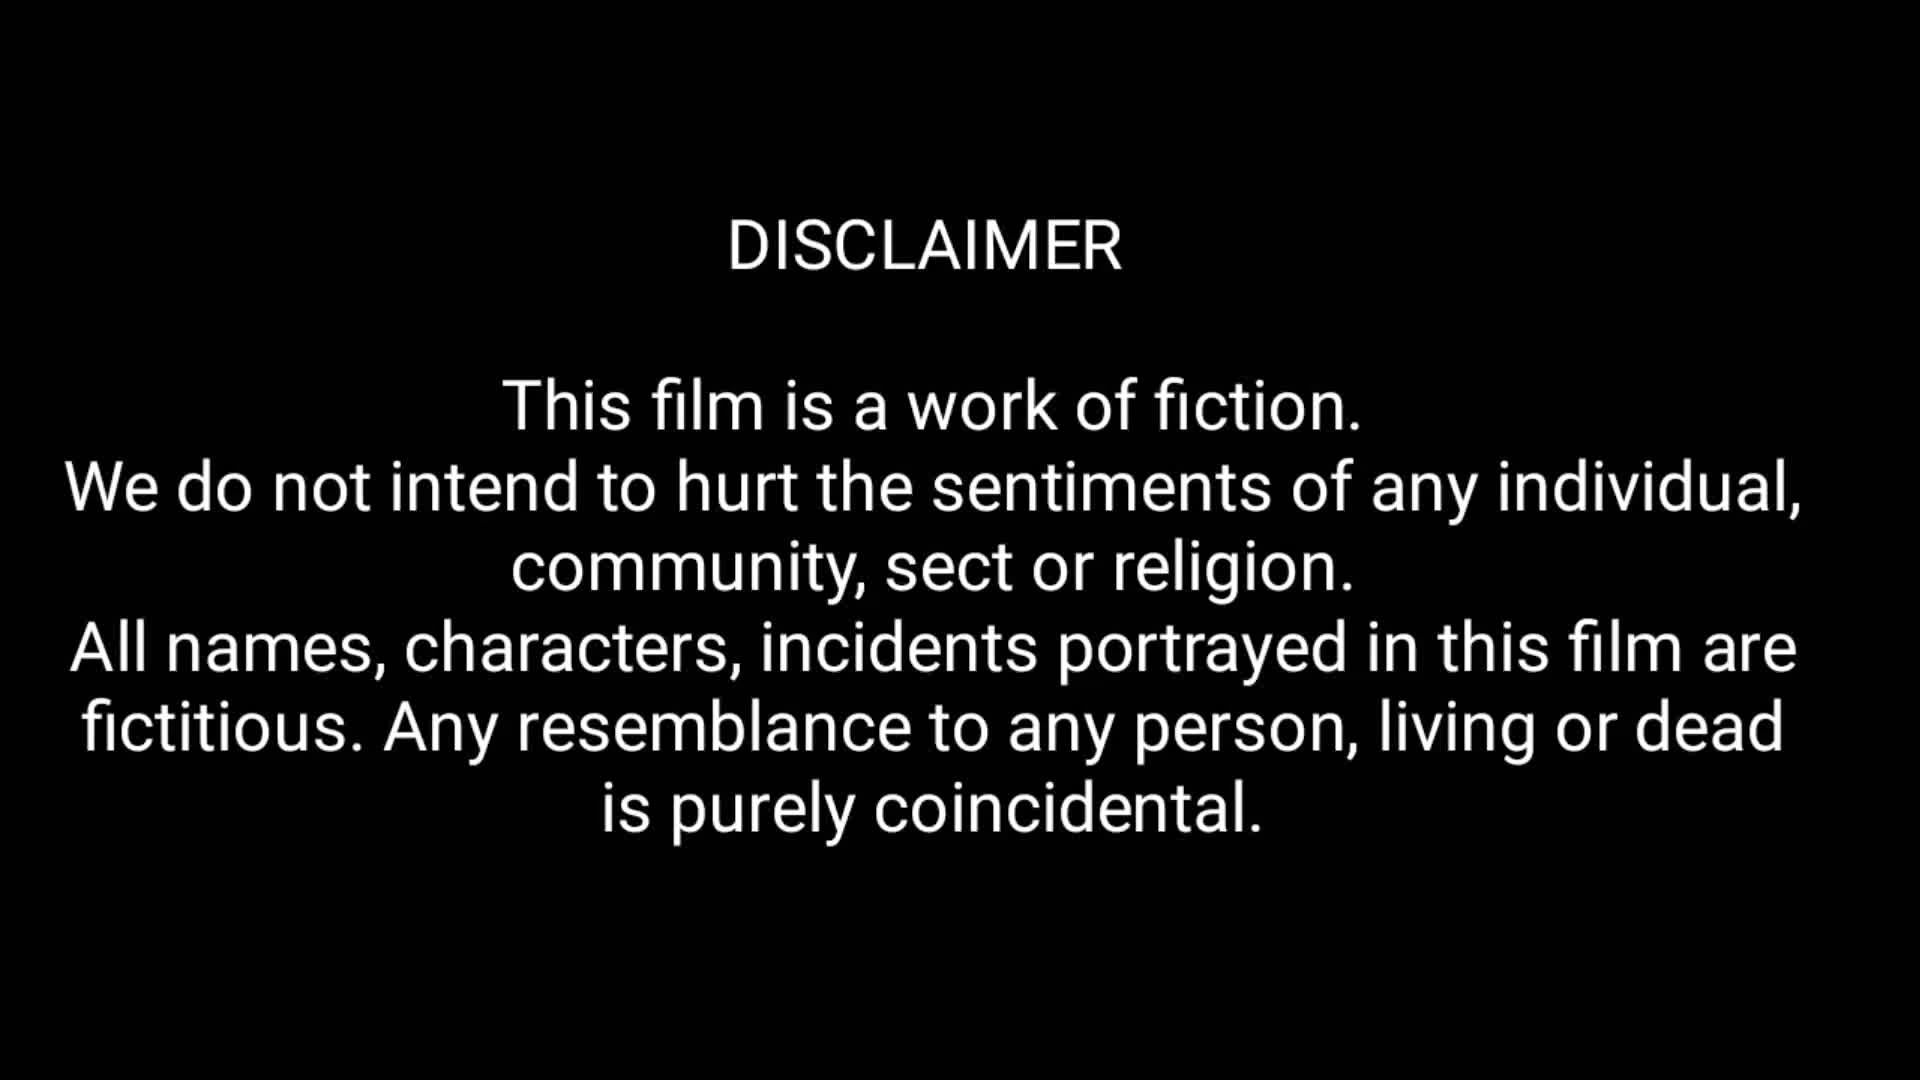 DISCLAIMER
This film is a work of fiction.
We do not intend to hurt the sentiments of any individual,
community, sect or religion.
All names, characters, incidents portrayed in this film are
fictitious. Any resemblance to any person, living or dead
is purely coincidental.